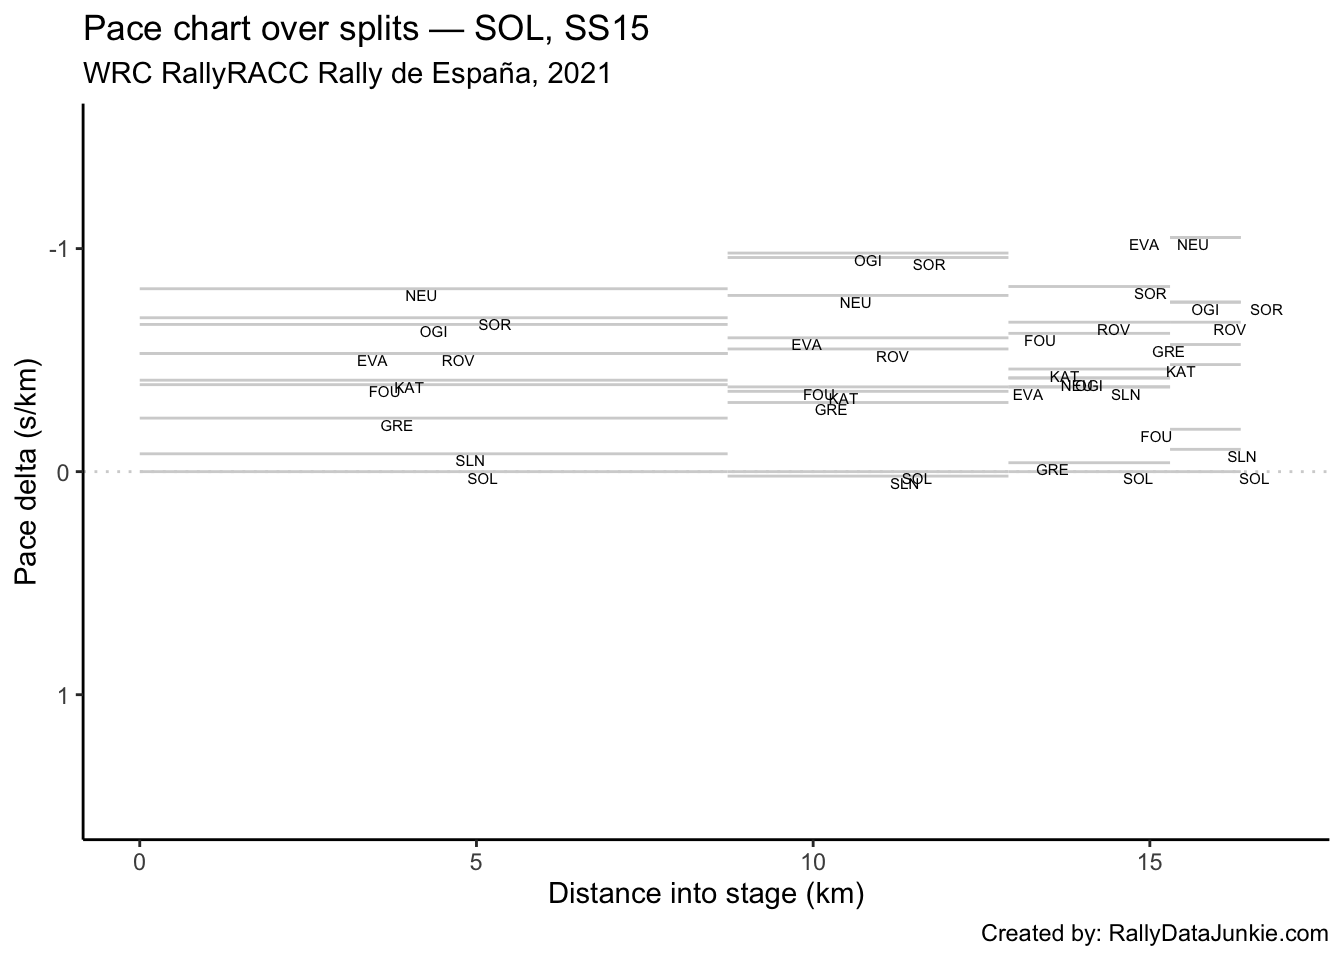 Pace chart over splits — SOL, SS15
WRC RallyRACC Rally de España, 2021
Pace delta (s/km)
-1
0
1
NEU
SOR
OGI
EVA ROV
KAT
FOU
GRE
SLN
SOL
OGI
SOR
NEU
EVA
ROV
FOU
KAT
GRE
SOL
SLN
SOR
ROV
FOU
KAT
NEU
OGI
EVA
SLN
GRE
SOL
EVA NEU
OGI SOR
ROV
GRE
KAT
FOU
SLN
SOL
0 5 10 15
Distance into stage (km)
Created by: RallyDataJunkie.com